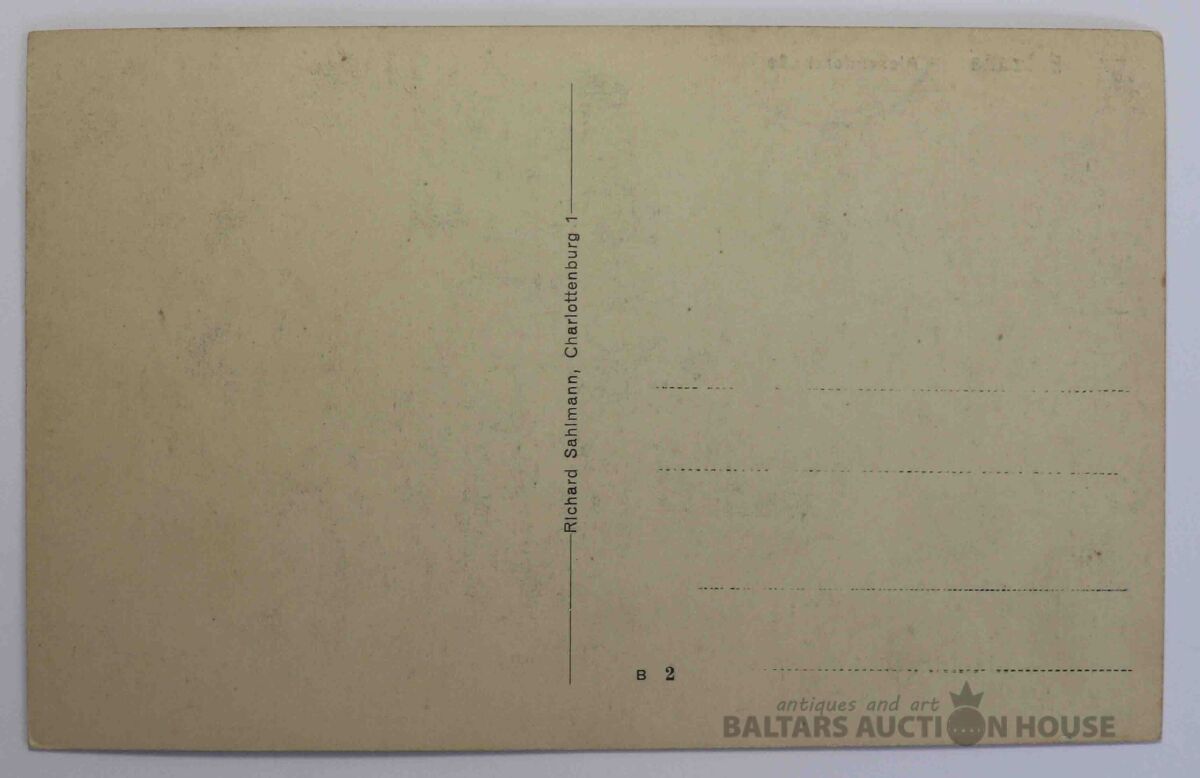 Richard Sahlmann, Charlottenburg 1
B 2
antiques and art
BALTARS AUCTION HOUSE